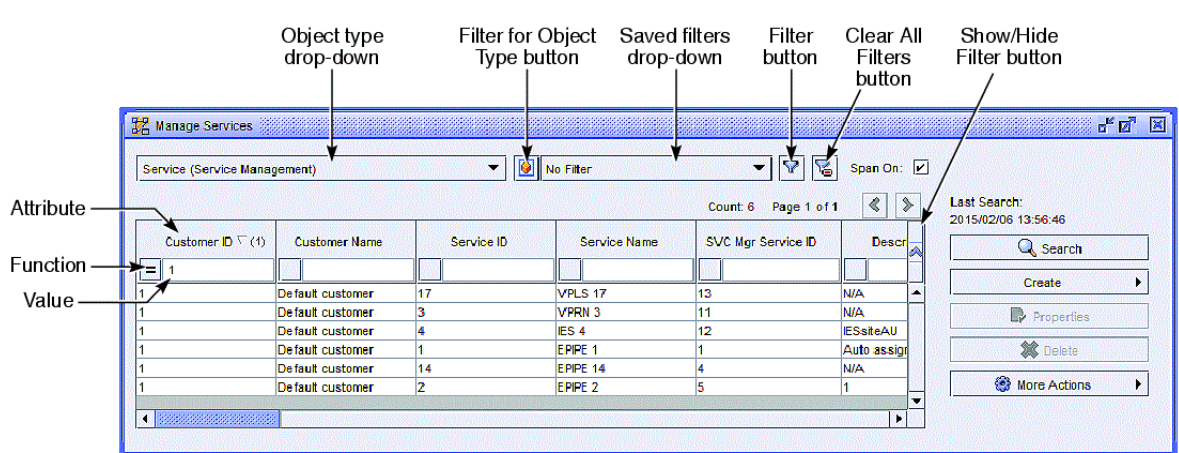 Object type drop-down
Filter for Object Type button
Saved filters drop-down
Filter button
Clear All Filters button
Show/Hide Filter button
Manage Services
Service (Service Management)
No Filter
Span On:
Count: 6 Page 1 of 1
Last Search:
2015/02/06 13:56:46
Search
Create
Properties
Delete
More Actions
Attribute
Function
Value
Customer ID (1) Customer Name Service ID Service Name SVC Mgr Service ID Descri
= 1
1 Default customer 17 VPLS 17 13 N/A
1 Default customer 3 VPRN 3 11 N/A
1 Default customer 4 IES 4 12 IESsiteAU
1 Default customer 1 EPIPE 1 1 Auto assign
1 Default customer 14 EPIPE 14 4 N/A
1 Default customer 2 EPIPE 2 5 1